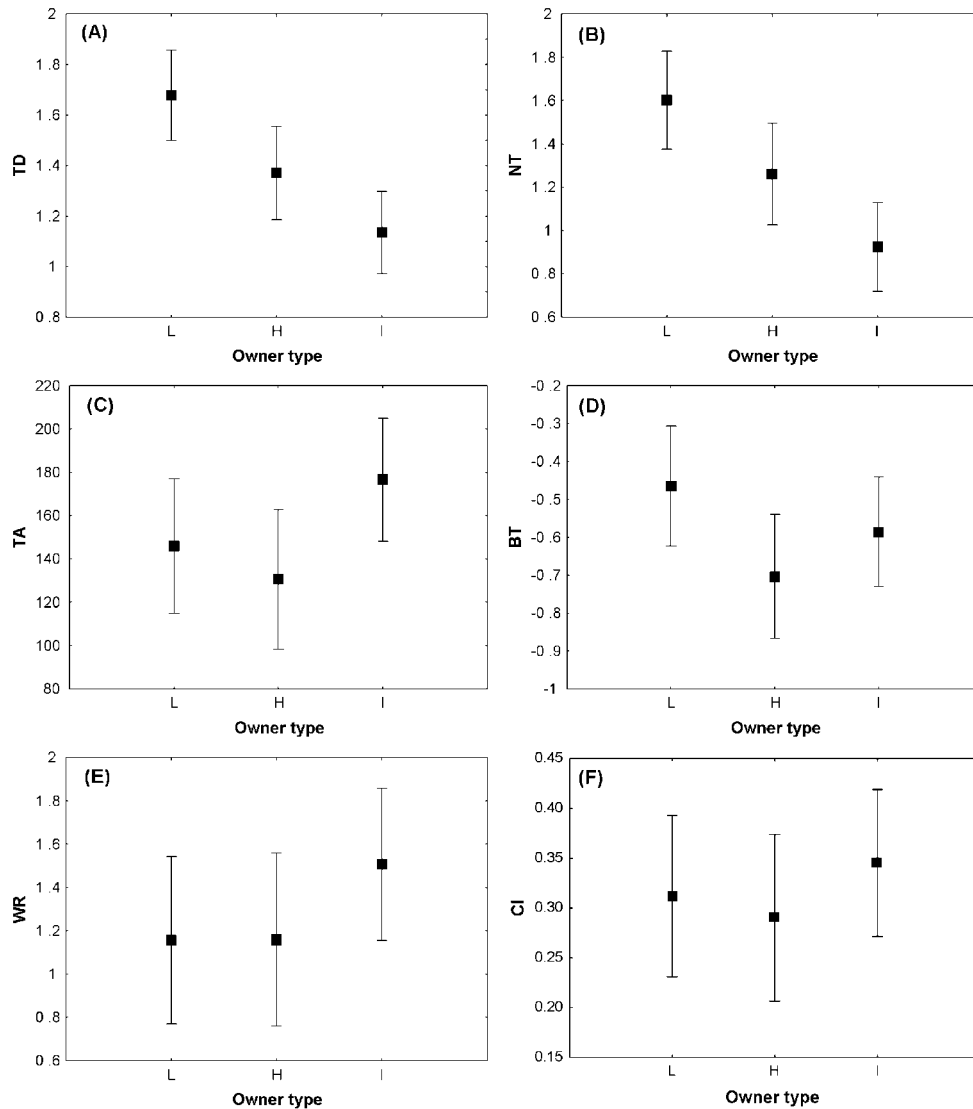 (A)
2
1.8
1.6
1.4
1.2
1
0.8
TD
L H I
Owner type
(B)
2
1.8
1.6
1.4
1.2
1
0.8
0.6
NT
L H I
Owner type
(C)
220
200
180
160
140
120
100
80
TA
L H I
Owner type
(D)
-0.2
-0.3
-0.4
-0.5
-0.6
-0.7
-0.8
-0.9
-1
BT
L H I
Owner type
(E)
2
1.8
1.6
1.4
1.2
1
0.8
0.6
WR
L H I
Owner type
(F)
0.45
0.40
0.35
0.30
0.25
0.20
0.15
CI
L H I
Owner type